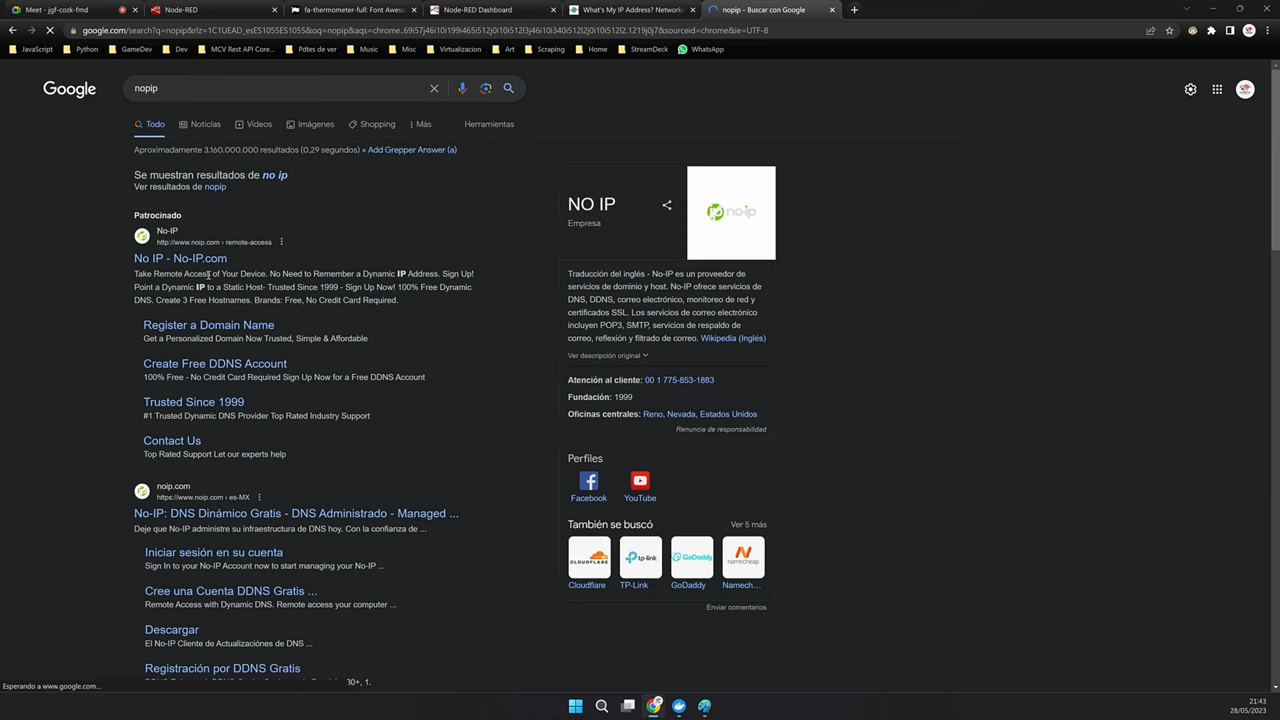 Meet - jgf-cozk-fmd
Node-RED
fa-thermometer-full: Font Aweso
Node-RED Dashboard
What's My IP Address? Network
nopip - Buscar con Google
google.com/search?q=nopip&rlz=1C1UEAD_esES1055ES1055&oq=nopip&aqs=chrome..69i57j46i10i199i465i512j0i10i512l2j46i10i340i512l2j0i10i512l2.1219j0j7&sourceid=chrome&ie=UTF-8
JavaScript
Python
GameDev
Dev
MCV Rest API Core...
Pdtes de ver
Music
Misc
Virtualizacion
Art
Scraping
Home
StreamDeck
WhatsApp
Google
nopip
Todo
Noticias
Vídeos
Imágenes
Shopping
Más
Herramientas
Aproximadamente 3.160.000.000 resultados (0,29 segundos) « Add Grepper Answer (a)
Se muestran resultados de no ip
Ver resultados de nopip
Patrocinado
No-IP
http://www.noip.com › remote-access
No IP - No-IP.com
Take Remote Access of Your Device. No Need to Remember a Dynamic IP Address. Sign Up!
Point a Dynamic IP to a Static Host- Trusted Since 1999 - Sign Up Now! 100% Free Dynamic
DNS. Create 3 Free Hostnames. Brands: Free, No Credit Card Required.
Register a Domain Name
Get a Personalized Domain Now Trusted, Simple & Affordable
Create Free DDNS Account
100% Free - No Credit Card Required Sign Up Now for a Free DDNS Account
Trusted Since 1999
#1 Trusted Dynamic DNS Provider Top Rated Industry Support
Contact Us
Top Rated Support Let our experts help
noip.com
https://www.noip.com › es-MX
No-IP: DNS Dinámico Gratis - DNS Administrado - Managed ...
Deje que No-IP administre su infraestructura de DNS hoy. Con la confianza de ...
Iniciar sesión en su cuenta
Sign In to your No-IP Account now to start managing your No-IP ...
Cree una Cuenta DDNS Gratis ...
Remote Access with Dynamic DNS. Remote access your computer ...
Descargar
El No-IP Cliente de Actualizaciónes de DNS ...
Registración por DDNS Gratis
30+, 1.
NO IP
Empresa
no-ip
Traducción del inglés - No-IP es un proveedor de
servicios de dominio y host. No-IP ofrece servicios de
DNS, DDNS, correo electrónico, monitoreo de red y
certificados SSL. Los servicios de correo electrónico
incluyen POP3, SMTP, servicios de respaldo de
correo, reflexión y filtrado de correo. Wikipedia (Inglés)
Ver descripción original
Atención al cliente: 00 1 775-853-1883
Fundación: 1999
Oficinas centrales: Reno, Nevada, Estados Unidos
Renuncia de responsabilidad
Perfiles
Facebook
YouTube
También se buscó
Ver 5 más
CLOUDFLARE
tp-link
GoDaddy
namecheap
Cloudflare
TP-Link
GoDaddy
Namech...
Enviar comentarios
Esperando a www.google.com...
21:43
28/05/2023